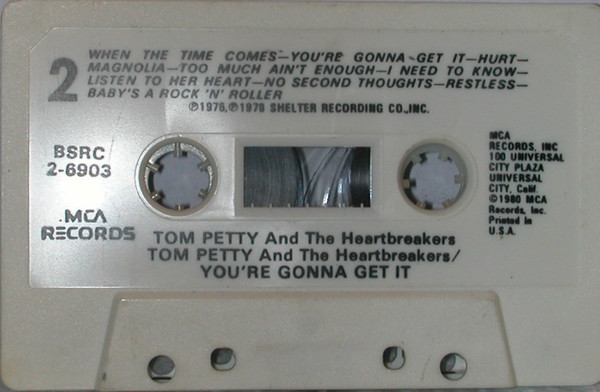 2
WHEN THE TIME COMES—YOU'RE GONNA GET IT—HURT—
MAGNOLIA—TOO MUCH AIN'T ENOUGH—I NEED TO KNOW—
LISTEN TO HER HEART—NO SECOND THOUGHTS—RESTLESS—
BABY'S A ROCK 'N' ROLLER
℗1976,℗1978 SHELTER RECORDING CO.,INC.
BSRC
2-6903
MCA
RECORDS
MCA
RECORDS, INC
100 UNIVERSAL
CITY PLAZA
UNIVERSAL
CITY, Calif.
©1980 MCA
Records, Inc.
Printed in
U.S.A.
TOM PETTY And The Heartbreakers
TOM PETTY And The Heartbreakers/
YOU'RE GONNA GET IT